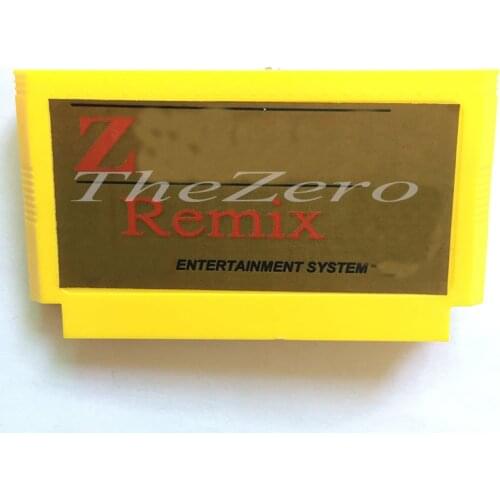 Z
TheZero
Remix
ENTERTAINMENT SYSTEM™